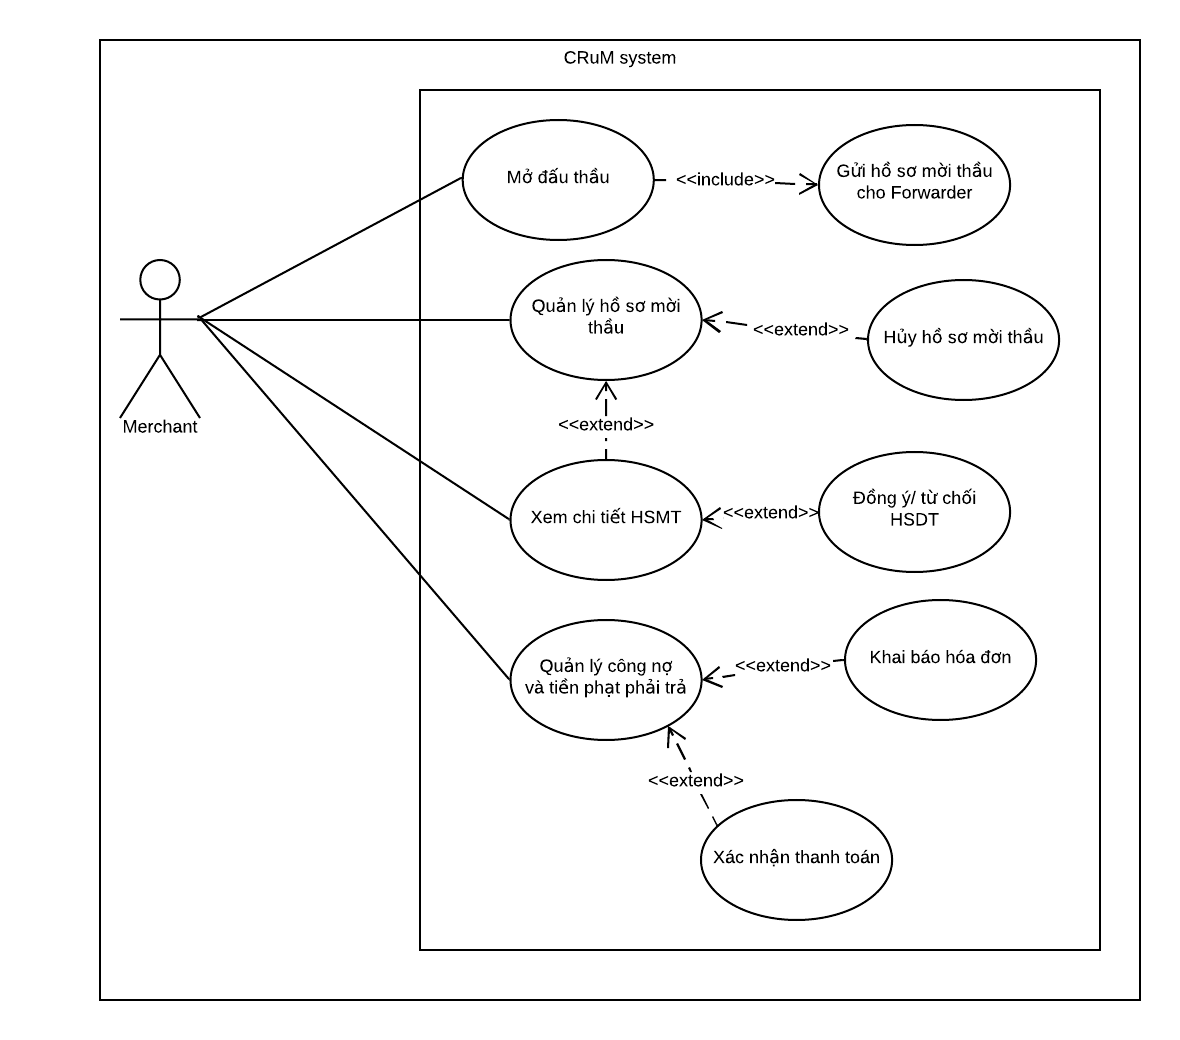 CRuM system
Mở đấu thầu
<<include>>
Gửi hồ sơ mời thầu
cho Forwarder
Merchant
Quản lý hồ sơ mời
thầu
<<extend>>
Hủy hồ sơ mời thầu
<<extend>>
Xem chi tiết HSMT
<<extend>>
Đồng ý/ từ chối
HSDT
Quản lý công nợ
và tiền phạt phải trả
<<extend>>
Khai báo hóa đơn
<<extend>>
Xác nhận thanh toán